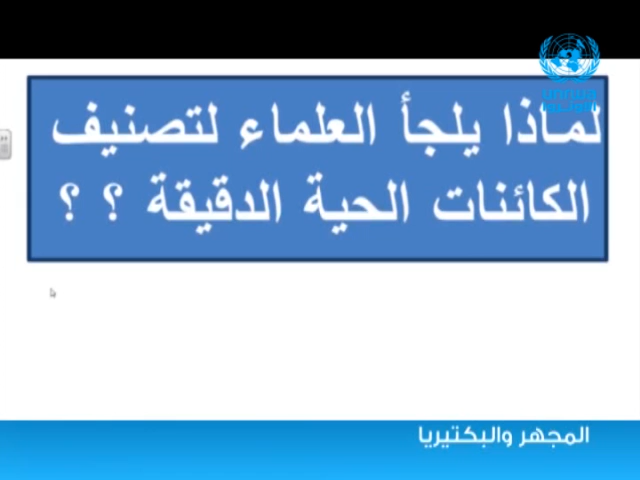 لماذا يلجأ العلماء لتصنيف
الكائنات الحية الدقيقة ؟ ؟
المجهر والبكتيريا